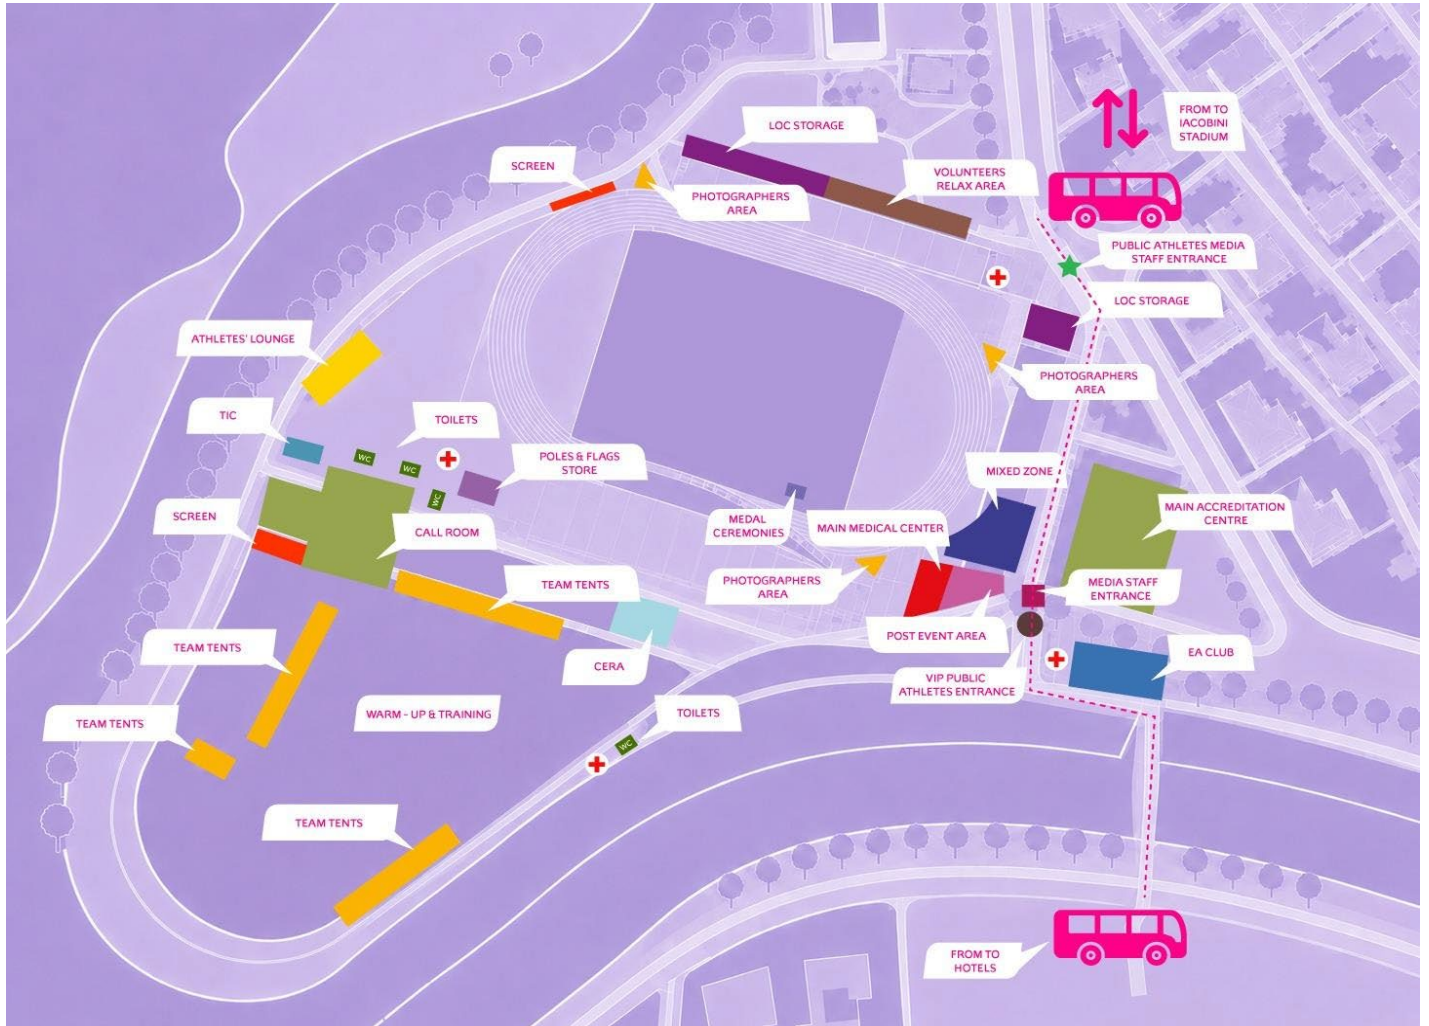 FROM TO
IACOBINI
STADIUM
LOC STORAGE
SCREEN
VOLUNTEERS
RELAX AREA
PHOTOGRAPHERS
AREA
PUBLIC ATHLETES MEDIA
STAFF ENTRANCE
LOC STORAGE
ATHLETES' LOUNGE
PHOTOGRAPHERS
AREA
TIC
TOILETS
WC
WC
WC
POLES & FLAGS
STORE
MIXED ZONE
SCREEN
CALL ROOM
MEDAL
CEREMONIES
MAIN MEDICAL CENTER
MAIN ACCREDITATION
CENTRE
TEAM TENTS
PHOTOGRAPHERS
AREA
MEDIA STAFF
ENTRANCE
TEAM TENTS
CERA
POST EVENT AREA
EA CLUB
VIP PUBLIC
ATHLETES ENTRANCE
TEAM TENTS
WARM - UP & TRAINING
TOILETS
WC
TEAM TENTS
FROM TO
HOTELS